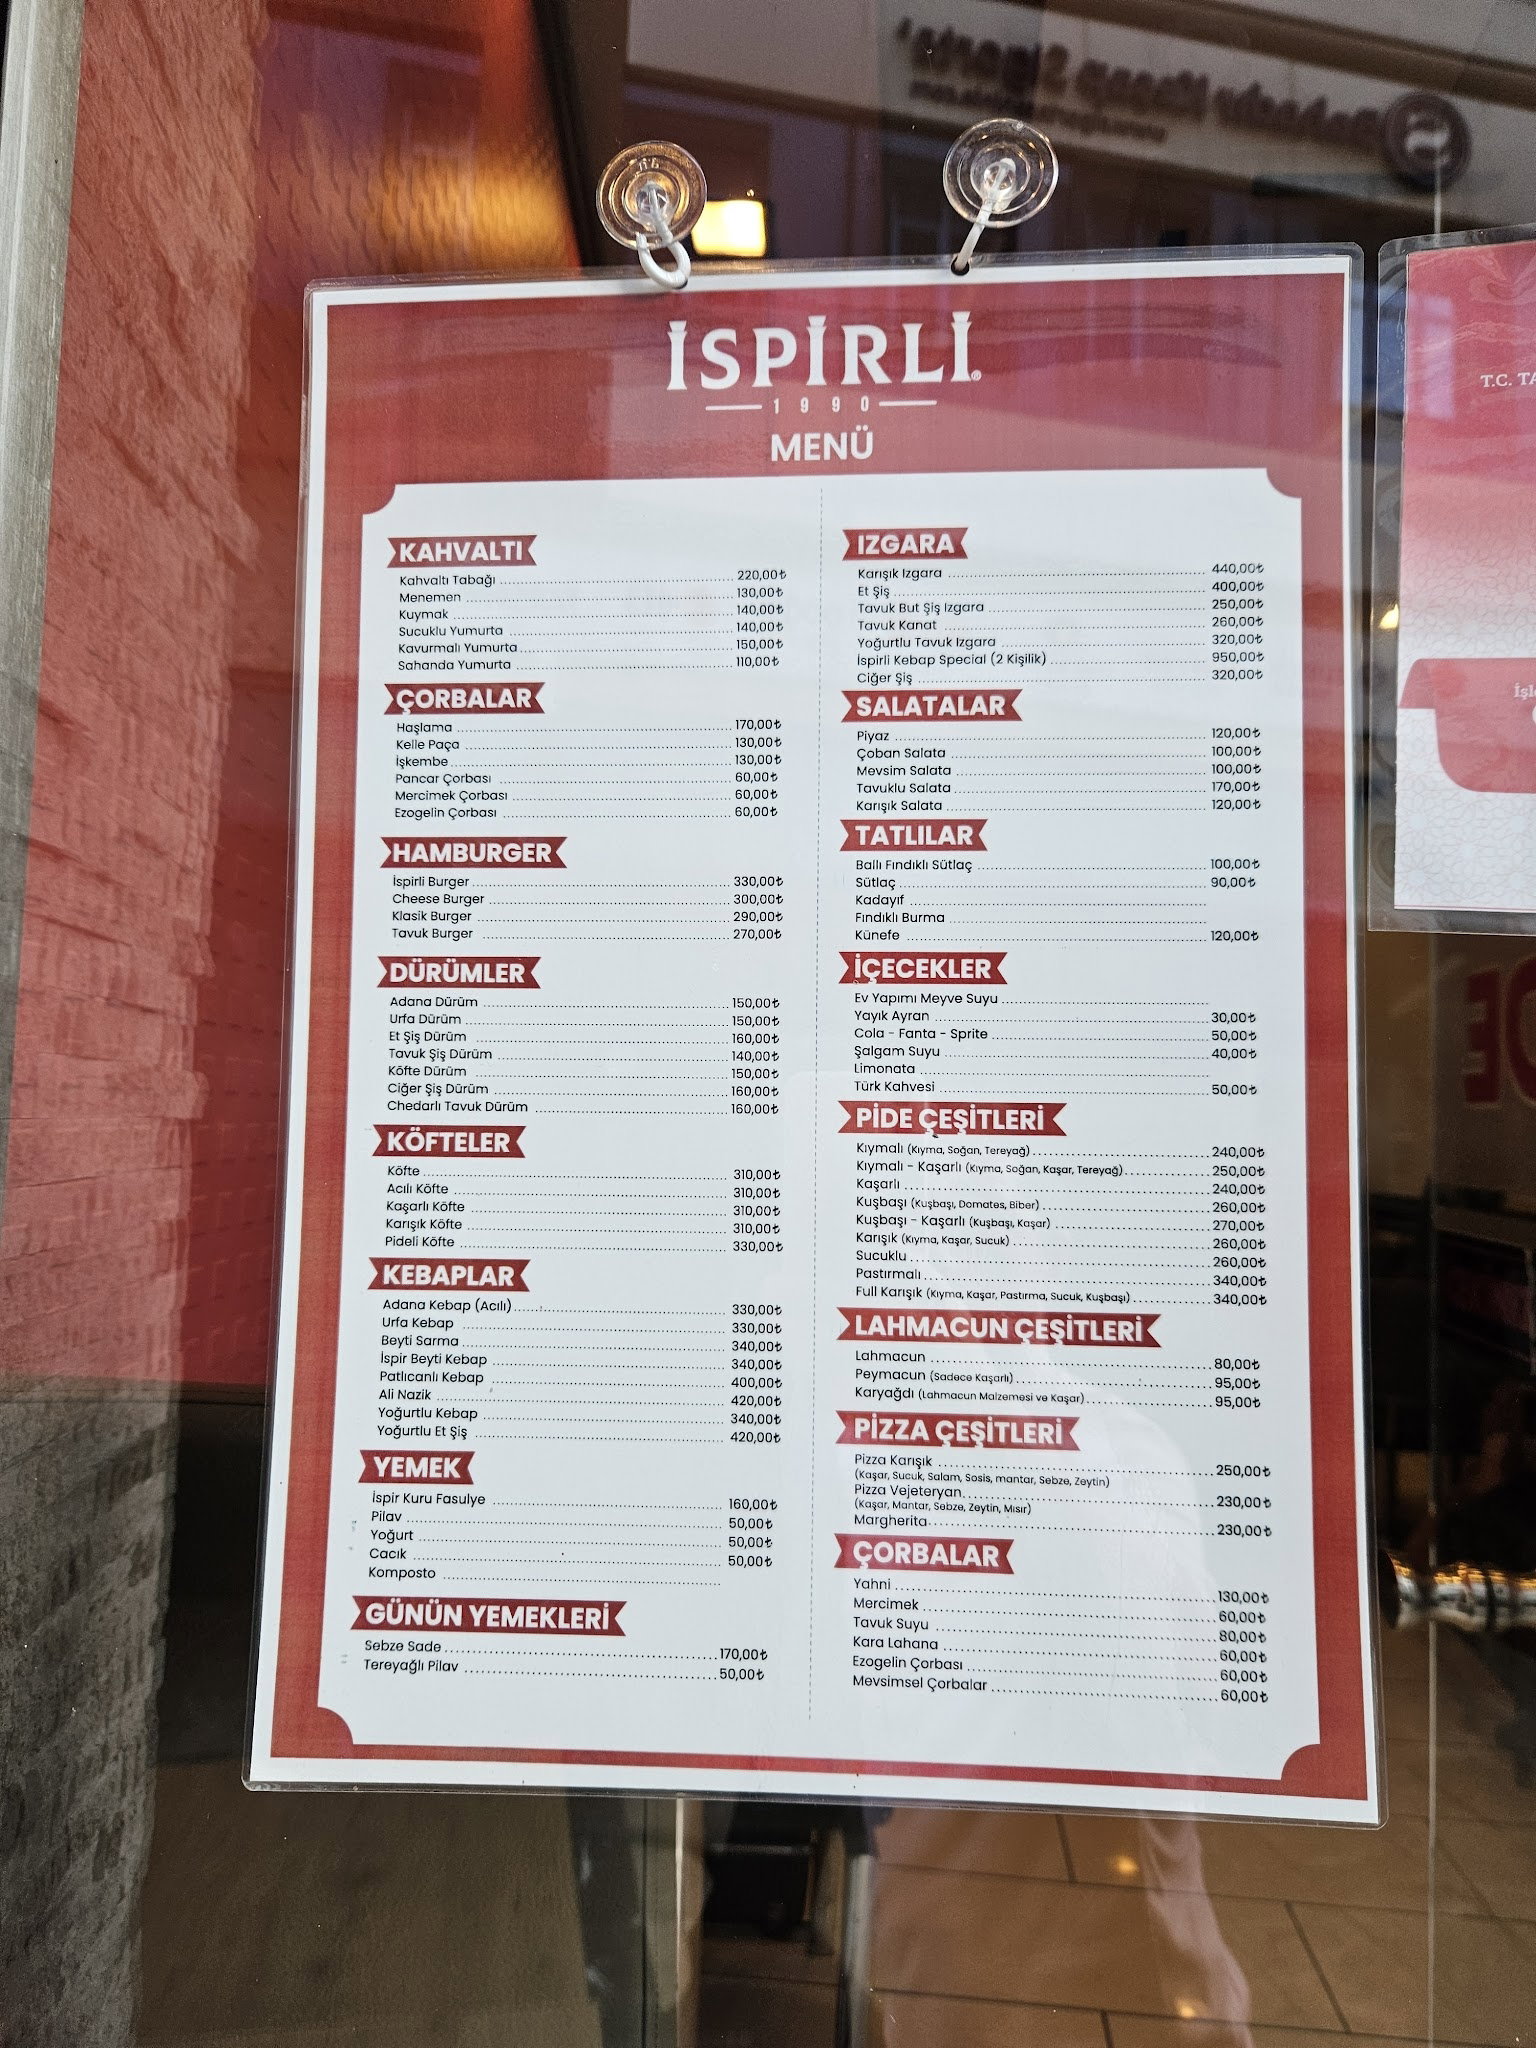 İSPİRLİ®
1990
MENÜ
KAHVALTI
Kahvaltı Tabağı 220,00₺
Menemen 130,00₺
Kuymak 140,00₺
Sucuklu Yumurta 140,00₺
Kavurmalı Yumurta 150,00₺
Sahanda Yumurta 110,00₺
ÇORBALAR
Haşlama 170,00₺
Kelle Paça 130,00₺
İşkembe 130,00₺
Pancar Çorbası 60,00₺
Mercimek Çorbası 60,00₺
Ezogelin Çorbası 60,00₺
HAMBURGER
İspirli Burger 330,00₺
Cheese Burger 300,00₺
Klasik Burger 290,00₺
Tavuk Burger 270,00₺
DÜRÜMLER
Adana Dürüm 150,00₺
Urfa Dürüm 150,00₺
Et Şiş Dürüm 160,00₺
Tavuk Şiş Dürüm 140,00₺
Köfte Dürüm 150,00₺
Ciğer Şiş Dürüm 160,00₺
Chedarlı Tavuk Dürüm 160,00₺
KÖFTELER
Köfte 310,00₺
Acılı Köfte 310,00₺
Kaşarlı Köfte 310,00₺
Karışık Köfte 310,00₺
Pideli Köfte 330,00₺
KEBAPLAR
Adana Kebap (Acılı) 330,00₺
Urfa Kebap 330,00₺
Beyti Sarma 340,00₺
İspir Beyti Kebap 340,00₺
Patlıcanlı Kebap 400,00₺
Ali Nazik 420,00₺
Yoğurtlu Kebap 340,00₺
Yoğurtlu Et Şiş 420,00₺
YEMEK
İspir Kuru Fasulye 160,00₺
Pilav 50,00₺
Yoğurt 50,00₺
Cacık 50,00₺
Komposto
GÜNÜN YEMEKLERİ
Sebze Sade 170,00₺
Tereyağlı Pilav 50,00₺
IZGARA
Karışık Izgara 440,00₺
Et Şiş 400,00₺
Tavuk But Şiş Izgara 250,00₺
Tavuk Kanat 260,00₺
Yoğurtlu Tavuk Izgara 320,00₺
İspirli Kebap Special (2 Kişilik) 950,00₺
Ciğer Şiş 320,00₺
SALATALAR
Piyaz 120,00₺
Çoban Salata 100,00₺
Mevsim Salata 100,00₺
Tavuklu Salata 170,00₺
Karışık Salata 120,00₺
TATLILAR
Ballı Fındıklı Sütlaç 100,00₺
Sütlaç 90,00₺
Kadayıf
Fındıklı Burma
Künefe 120,00₺
İÇECEKLER
Ev Yapımı Meyve Suyu
Yayık Ayran 30,00₺
Cola - Fanta - Sprite 50,00₺
Şalgam Suyu 40,00₺
Limonata
Türk Kahvesi 50,00₺
PİDE ÇEŞİTLERİ
Kıymalı (Kıyma, Soğan, Tereyağ) 240,00₺
Kıymalı - Kaşarlı (Kıyma, Soğan, Kaşar, Tereyağ) 250,00₺
Kaşarlı 240,00₺
Kuşbaşı (Kuşbaşı, Domates, Biber) 260,00₺
Kuşbaşı - Kaşarlı (Kuşbaşı, Kaşar) 270,00₺
Karışık (Kıyma, Kaşar, Sucuk) 260,00₺
Sucuklu 260,00₺
Pastırmalı 340,00₺
Full Karışık (Kıyma, Kaşar, Pastırma, Sucuk, Kuşbaşı) 340,00₺
LAHMACUN ÇEŞİTLERİ
Lahmacun 80,00₺
Peymacun (Sadece Kaşarlı) 95,00₺
Karyağdı (Lahmacun Malzemesi ve Kaşar) 95,00₺
PİZZA ÇEŞİTLERİ
Pizza Karışık 250,00₺
(Kaşar, Sucuk, Salam, Sosis, mantar, Sebze, Zeytin)
Pizza Vejeteryan 230,00₺
(Kaşar, Mantar, Sebze, Zeytin, Mısır)
Margherita 230,00₺
ÇORBALAR
Yahni 130,00₺
Mercimek 60,00₺
Tavuk Suyu 80,00₺
Kara Lahana 60,00₺
Ezogelin Çorbası 60,00₺
Mevsimsel Çorbalar 60,00₺
T.C.